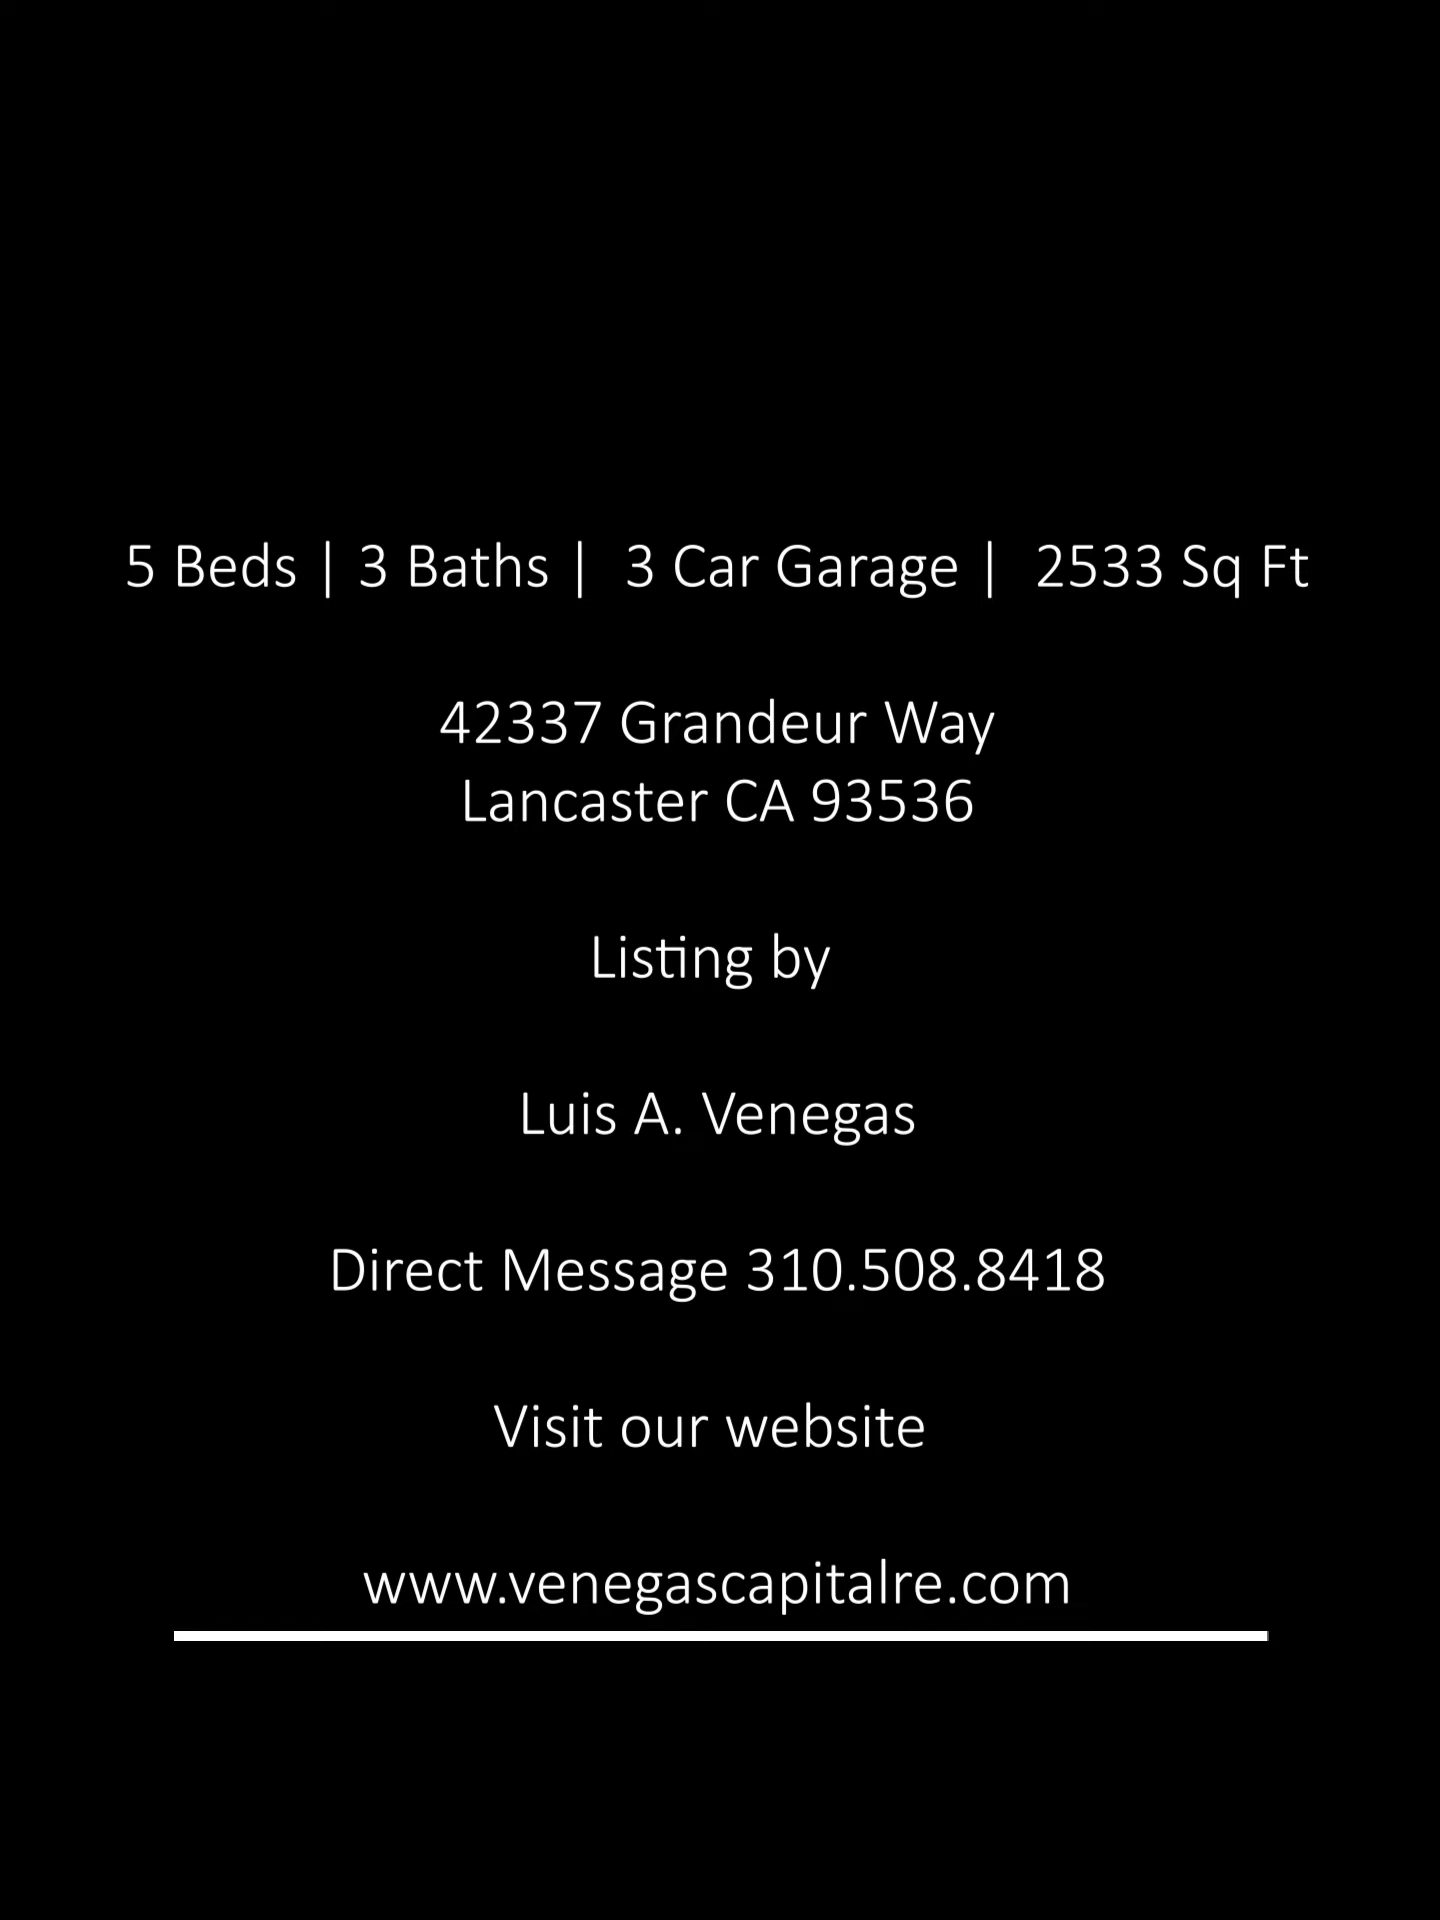 5 Beds | 3 Baths |  3 Car Garage |  2533 Sq Ft
42337 Grandeur Way
Lancaster CA 93536
Listing by
Luis A. Venegas
Direct Message 310.508.8418
Visit our website
www.venegascapitalre.com